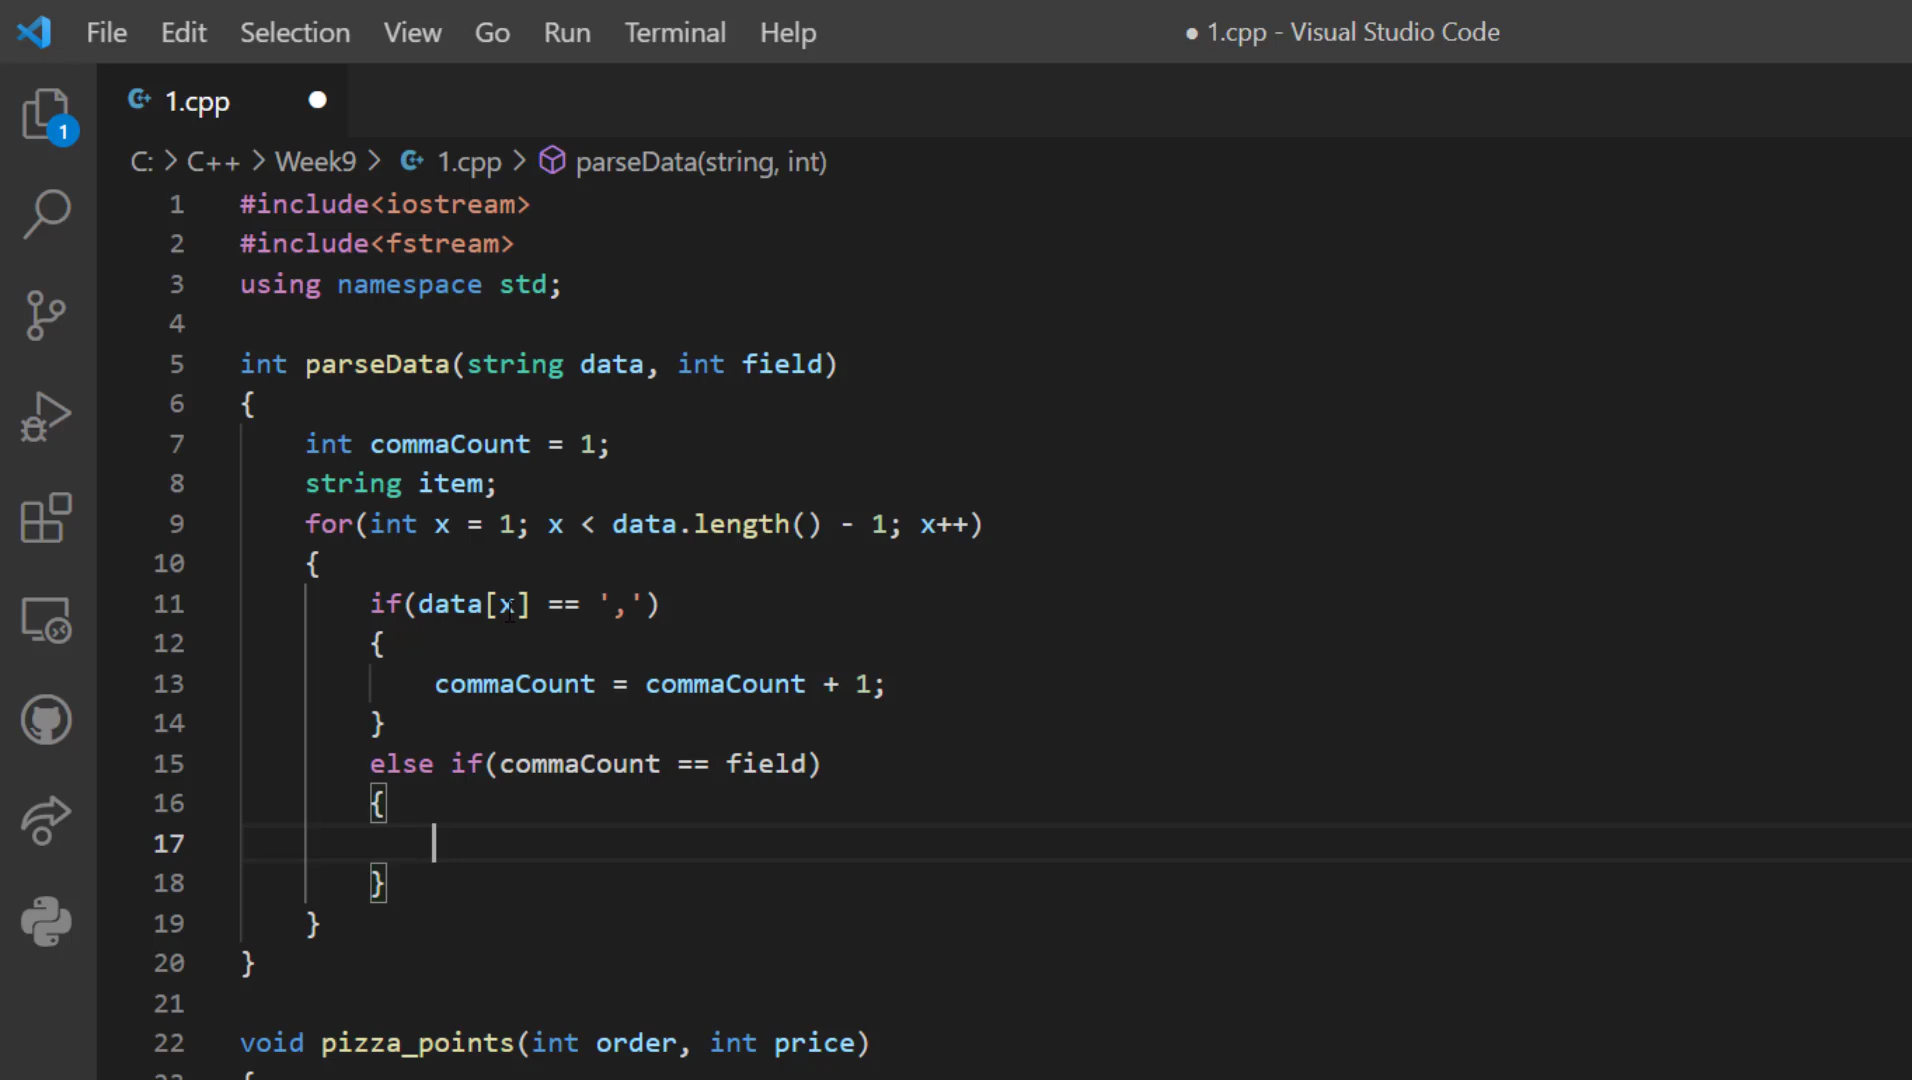 File Edit Selection View Go Run Terminal Help ● 1.cpp - Visual Studio Code
1.cpp ●
C: > C++ > Week9 > 1.cpp > parseData(string, int)
1 #include<iostream>
2 #include<fstream>
3 using namespace std;
4
5 int parseData(string data, int field)
6 {
7     int commaCount = 1;
8     string item;
9     for(int x = 1; x < data.length() - 1; x++)
10     {
11         if(data[x] == ',')
12         {
13             commaCount = commaCount + 1;
14         }
15         else if(commaCount == field)
16         {
17
18         }
19     }
20 }
21
22 void pizza_points(int order, int price)
23 {
1